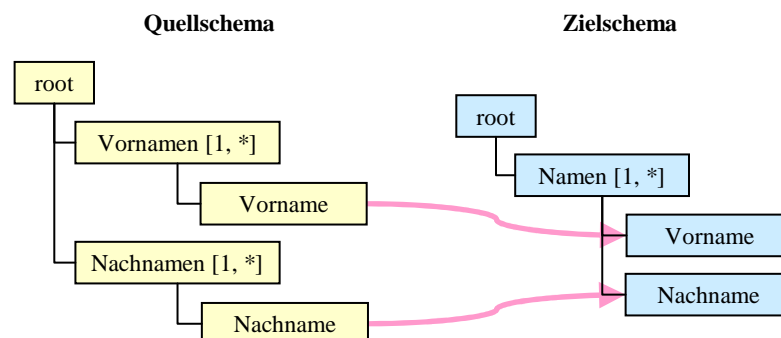 Quellschema
Zielschema
root
Vornamen [1, *]
Vorname
Nachnamen [1, *]
Nachname
root
Namen [1, *]
Vorname
Nachname